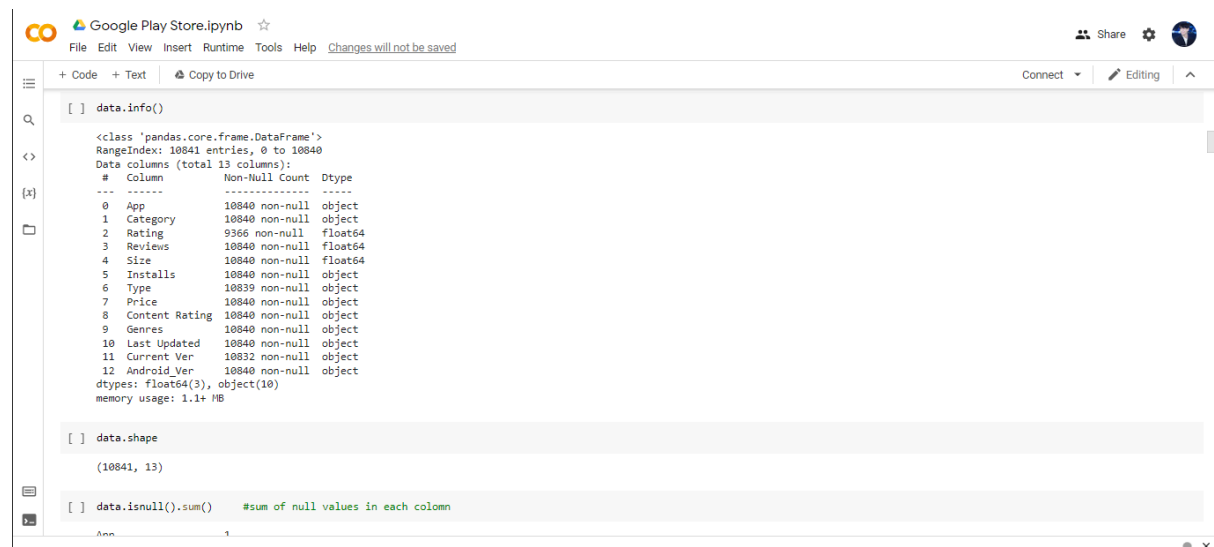 Google Play Store.ipynb
File Edit View Insert Runtime Tools Help Changes will not be saved
Share
+ Code + Text Copy to Drive
Connect Editing
[ ] data.info()
<class 'pandas.core.frame.DataFrame'>
RangeIndex: 10841 entries, 0 to 10840
Data columns (total 13 columns):
 #   Column          Non-Null Count  Dtype
---  ------          --------------  -----
 0   App             10840 non-null  object
 1   Category        10840 non-null  object
 2   Rating          9366 non-null   float64
 3   Reviews         10840 non-null  float64
 4   Size            10840 non-null  float64
 5   Installs        10840 non-null  object
 6   Type            10839 non-null  object
 7   Price           10840 non-null  object
 8   Content Rating  10840 non-null  object
 9   Genres          10840 non-null  object
 10  Last Updated    10840 non-null  object
 11  Current Ver     10832 non-null  object
 12  Android_Ver     10840 non-null  object
dtypes: float64(3), object(10)
memory usage: 1.1+ MB
[ ] data.shape
(10841, 13)
[ ] data.isnull().sum()    #sum of null values in each colomn
App                1